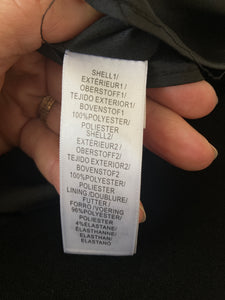 SHELL1/
EXTÉRIEUR1/
OBERSTOFF1/
TEJIDO EXTERIOR1/
BOVENSTOF1
100%POLYESTER/
POLIESTER
SHELL2/
EXTÉRIEUR2/
OBERSTOFF2/
TEJIDO EXTERIOR2/
BOVENSTOF2
100%POLYESTER/
POLIESTER
LINING/DOUBLURE/
FUTTER/
FORRO/VOERING
96%POLYESTER/
POLIESTER
4%ELASTANE/
ÉLASTHANNE/
ELASTHAN/
ELASTANO